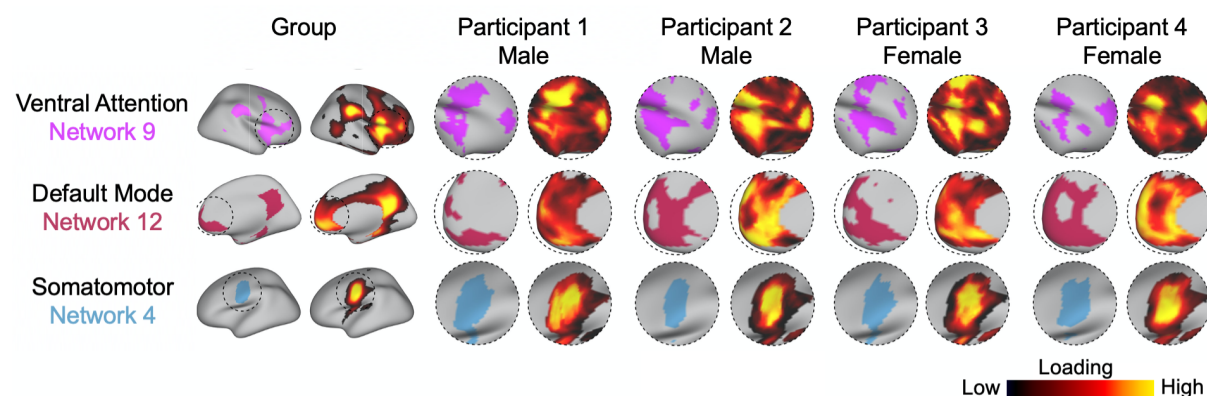 Group
Participant 1
Male
Participant 2
Male
Participant 3
Female
Participant 4
Female
Ventral Attention
Network 9
Default Mode
Network 12
Somatomotor
Network 4
Loading
Low
High